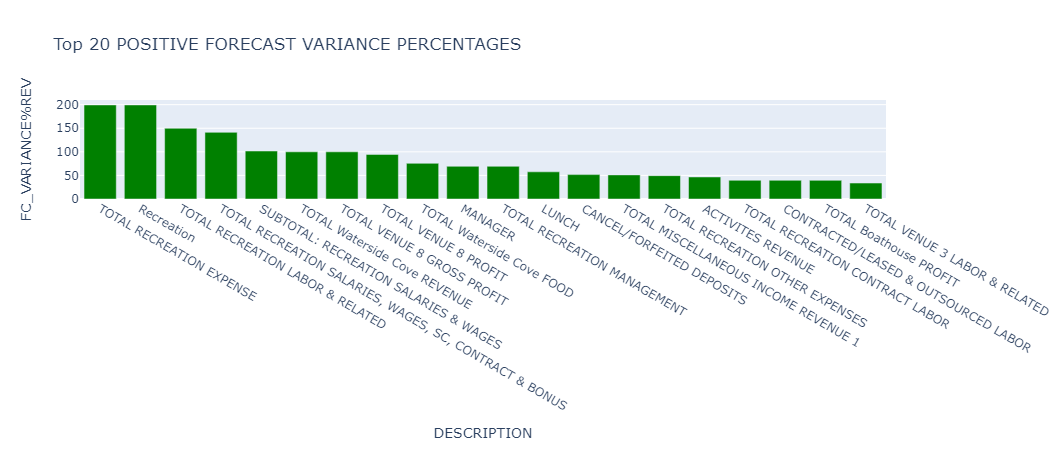 Top 20 POSITIVE FORECAST VARIANCE PERCENTAGES
FC_VARIANCE%REV
200
150
100
50
0
TOTAL RECREATION EXPENSE
Recreation
TOTAL RECREATION LABOR & RELATED
TOTAL RECREATION SALARIES, WAGES, SC, CONTRACT & BONUS
SUBTOTAL: RECREATION SALARIES & WAGES
TOTAL Waterside Cove REVENUE
TOTAL VENUE 8 GROSS PROFIT
TOTAL VENUE 8 PROFIT
TOTAL Waterside Cove FOOD
MANAGER
TOTAL RECREATION MANAGEMENT
LUNCH
CANCEL/FORFEITED DEPOSITS
TOTAL MISCELLANEOUS INCOME REVENUE 1
TOTAL RECREATION OTHER EXPENSES
ACTIVITES REVENUE
TOTAL RECREATION CONTRACT LABOR
CONTRACTED/LEASED & OUTSOURCED LABOR
TOTAL Boathouse PROFIT
TOTAL VENUE 3 LABOR & RELATED
DESCRIPTION